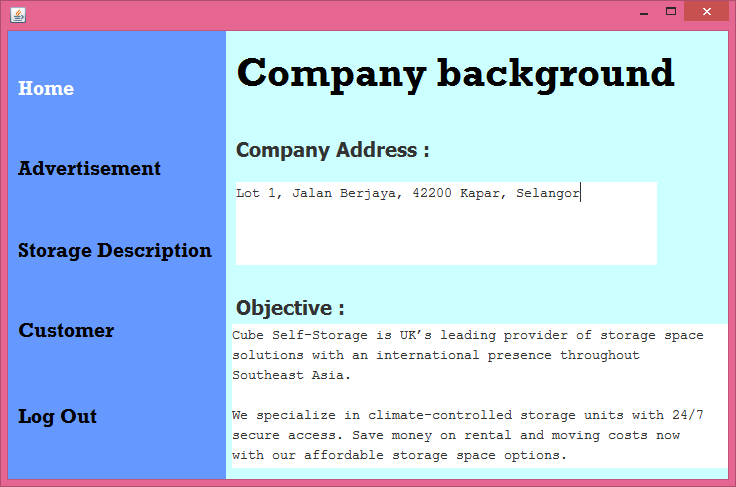 Home
Advertisement
Storage Description
Customer
Log Out
Company background
Company Address :
Lot 1, Jalan Berjaya, 42200 Kapar, Selangor
Objective :
Cube Self-Storage is UK’s leading provider of storage space
solutions with an international presence throughout
Southeast Asia.
We specialize in climate-controlled storage units with 24/7
secure access. Save money on rental and moving costs now
with our affordable storage space options.